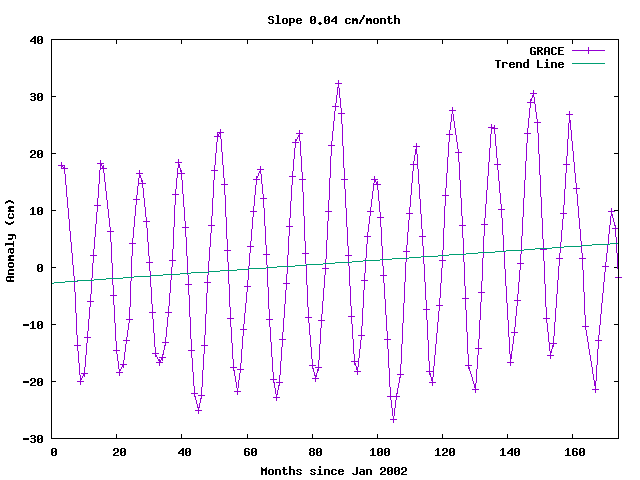 Slope 0.04 cm/month
GRACE
Trend Line
40
30
20
10
0
-10
-20
-30
Anomaly (cm)
0 20 40 60 80 100 120 140 160
Months since Jan 2002